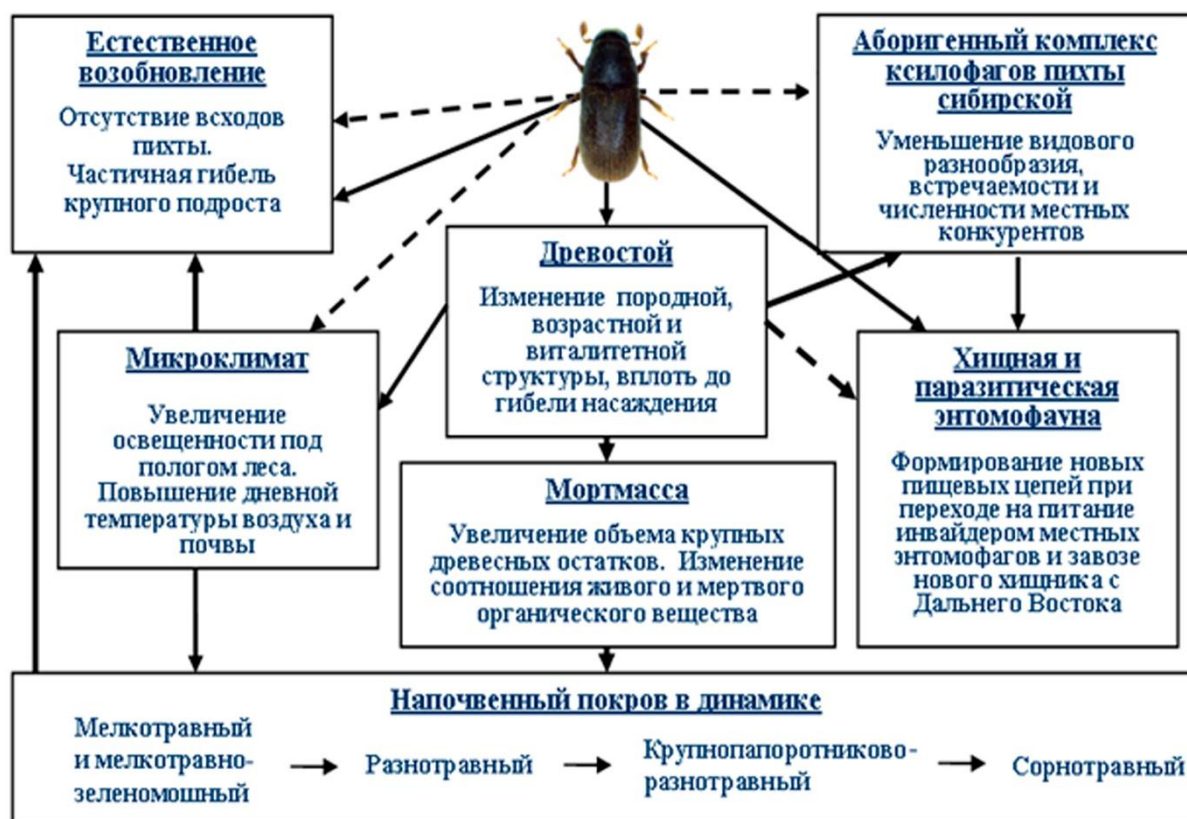 Естественное
возобновление
Отсутствие всходов
пихты.
Частичная гибель
крупного подроста
Аборигенный комплекс
ксилофагов пихты
сибирской
Уменьшение видового
разнообразия,
встречаемости и
численности местных
конкурентов
Древостой
Изменение породной,
возрастной и
виталитетной
структуры, вплоть до
гибели насаждения
Микроклимат
Увеличение
освещенности под
пологом леса.
Повышение дневной
температуры воздуха и
почвы
Хищная и
паразитическая
энтомофауна
Формирование новых
пищевых цепей при
переходе на питание
инвайдером местных
энтомофагов и завозе
нового хищника с
Дальнего Востока
Мортмасса
Увеличение объема крупных
древесных остатков. Изменение
соотношения живого и мертвого
органического вещества
Напочвенный покров в динамике
Мелкотравный
и мелкотравно-
зеленомошный
Разнотравный
Крупнопапоротниково-
разнотравный
Сорнотравный